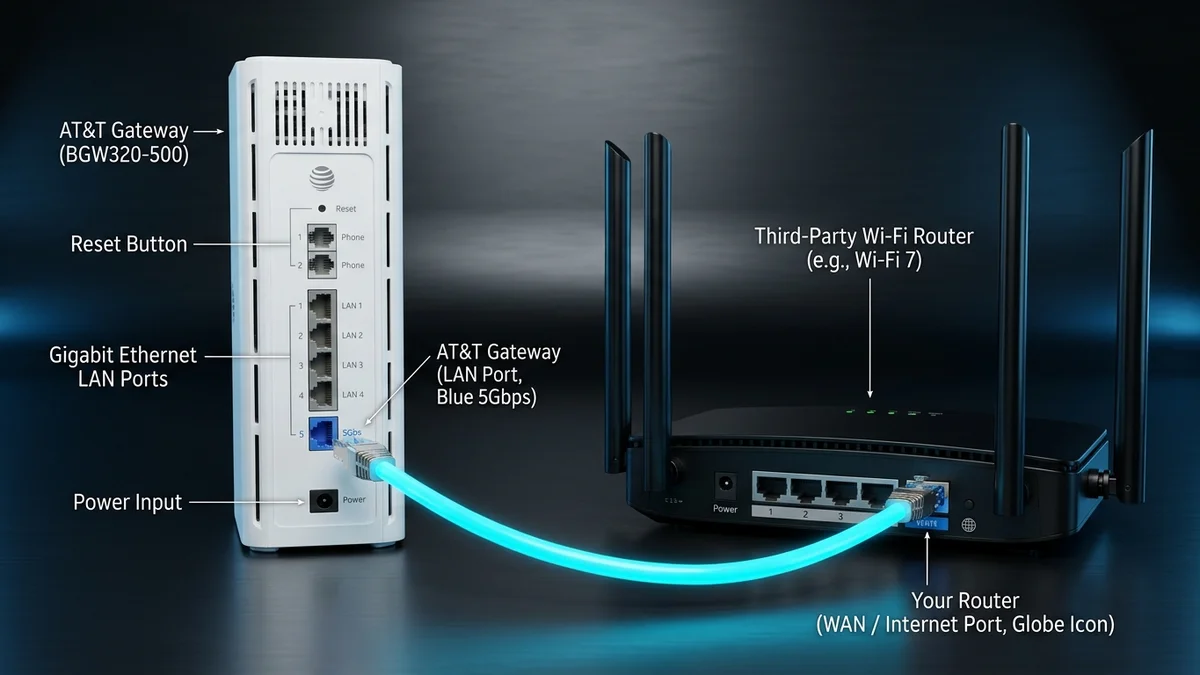 AT&T Gateway
(BGW320-500)
Reset
Reset Button
1 Phone
2 Phone
Gigabit Ethernet
LAN Ports
1 LAN 1
2 LAN 2
3 LAN 3
4 LAN 4
5 5Gbs
Power Input
Power
AT&T Gateway
(LAN Port,
Blue 5Gbps)
Third-Party Wi-Fi Router
(e.g., Wi-Fi 7)
Power
1 2 3
Your Router
(WAN / Internet Port, Globe Icon)